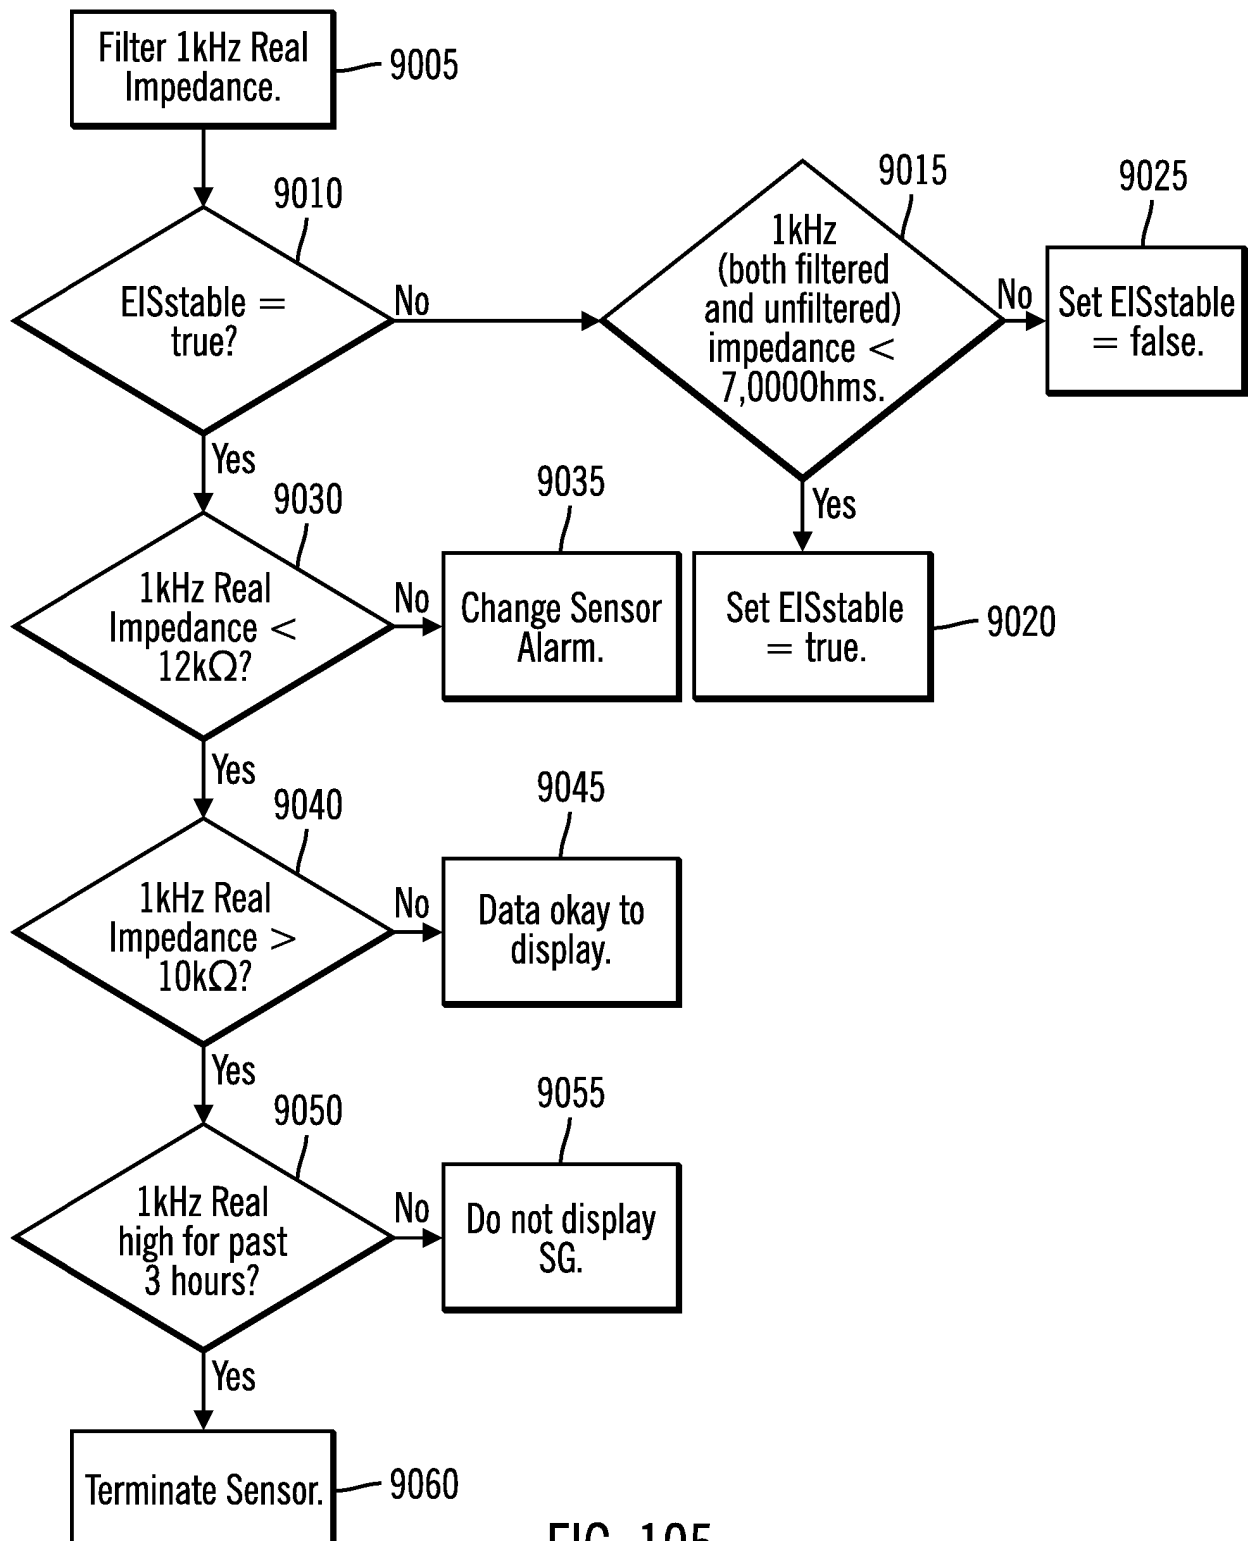 Filter 1kHz Real
Impedance.
9005
9010
EISstable =
true?
No
9015
1kHz
(both filtered
and unfiltered)
impedance <
7,000Ohms.
No
9025
Set EISstable
= false.
Yes
Yes
9030
1kHz Real
Impedance <
12kΩ?
No
9035
Change Sensor
Alarm.
Set EISstable
= true.
9020
Yes
9040
1kHz Real
Impedance >
10kΩ?
No
9045
Data okay to
display.
Yes
9050
1kHz Real
high for past
3 hours?
No
9055
Do not display
SG.
Yes
Terminate Sensor.
9060
FIG. 105